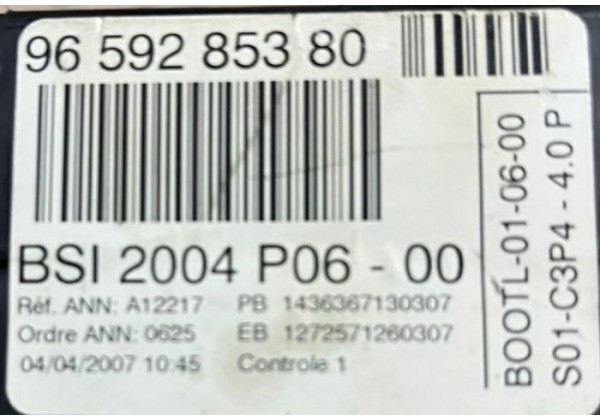 96 592 853 80
BSI 2004 P06 - 00
Réf. ANN: A12217 PB 1436367130307
Ordre ANN: 0625 EB 1272571260307
04/04/2007 10:45 Controle 1
BOOTL-01-06-00
S01-C3P4 - 4.0 P